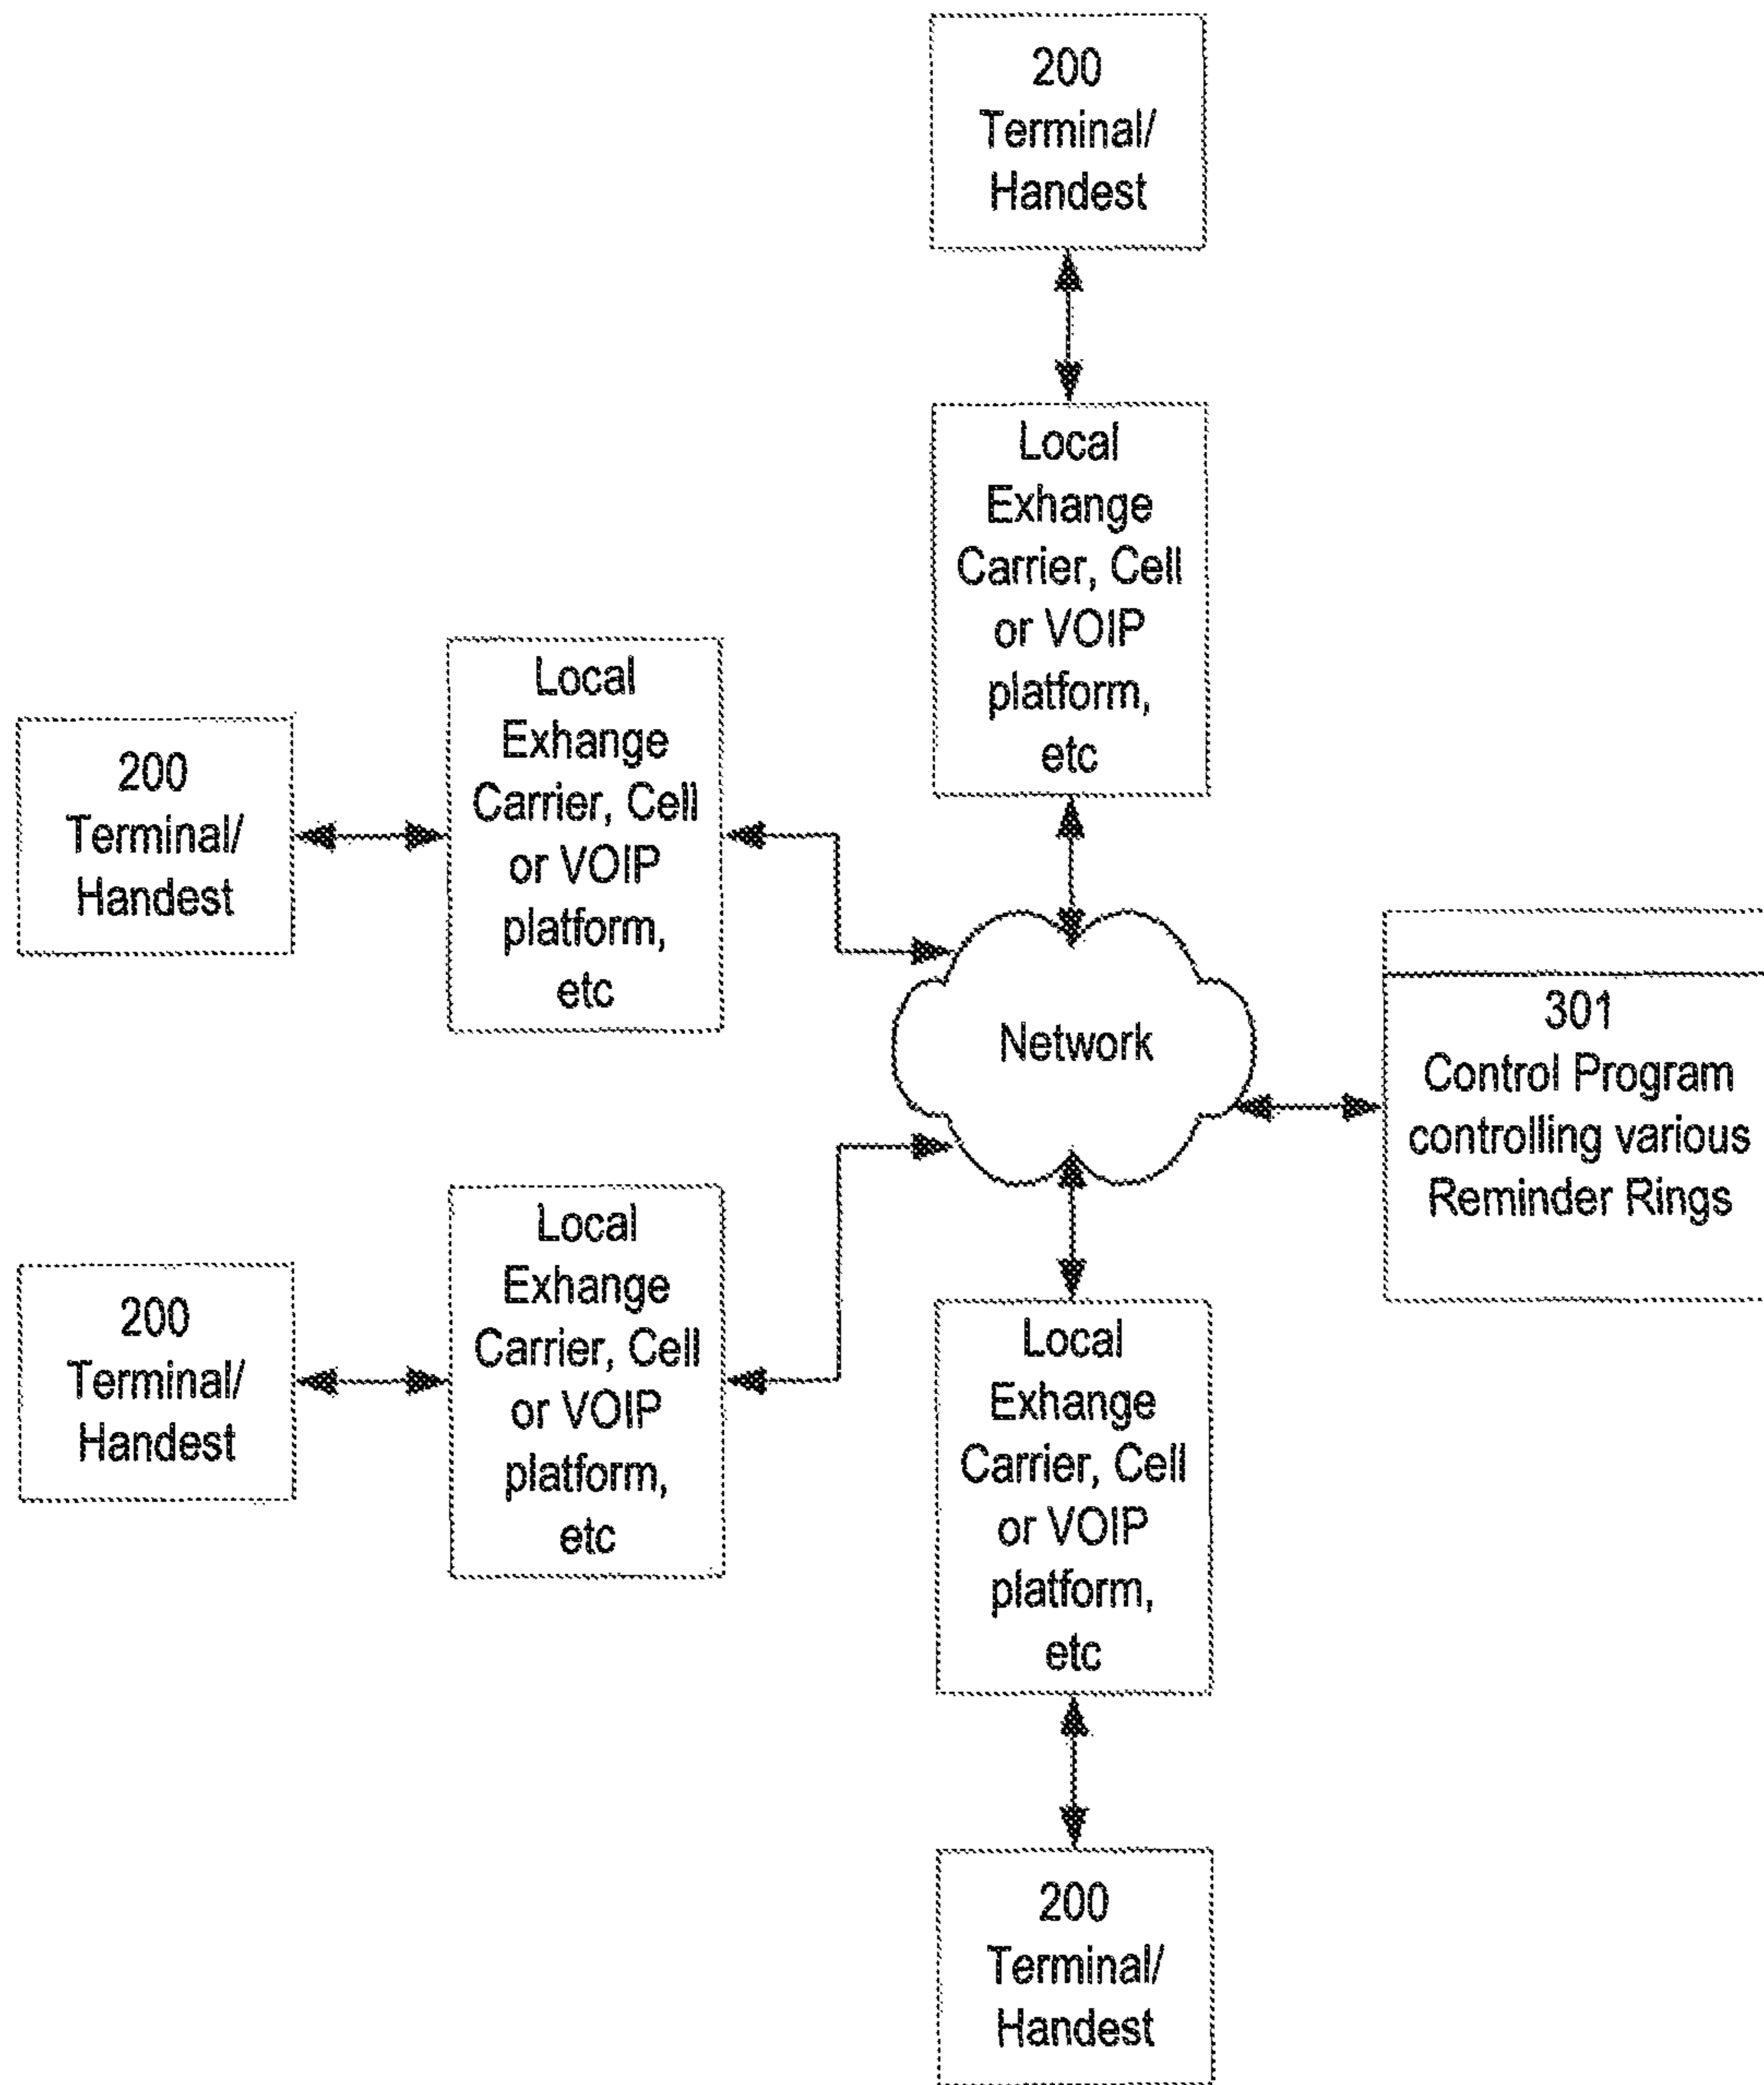 200
Terminal/
Handest
Local
Exhange
Carrier, Cell
or VOIP
platform,
etc
Local
Exhange
Carrier, Cell
or VOIP
platform,
etc
200
Terminal/
Handest
Network
301
Control Program
controlling various
Reminder Rings
Local
Exhange
Carrier, Cell
or VOIP
platform,
etc
200
Terminal/
Handest
Local
Exhange
Carrier, Cell
or VOIP
platform,
etc
200
Terminal/
Handest